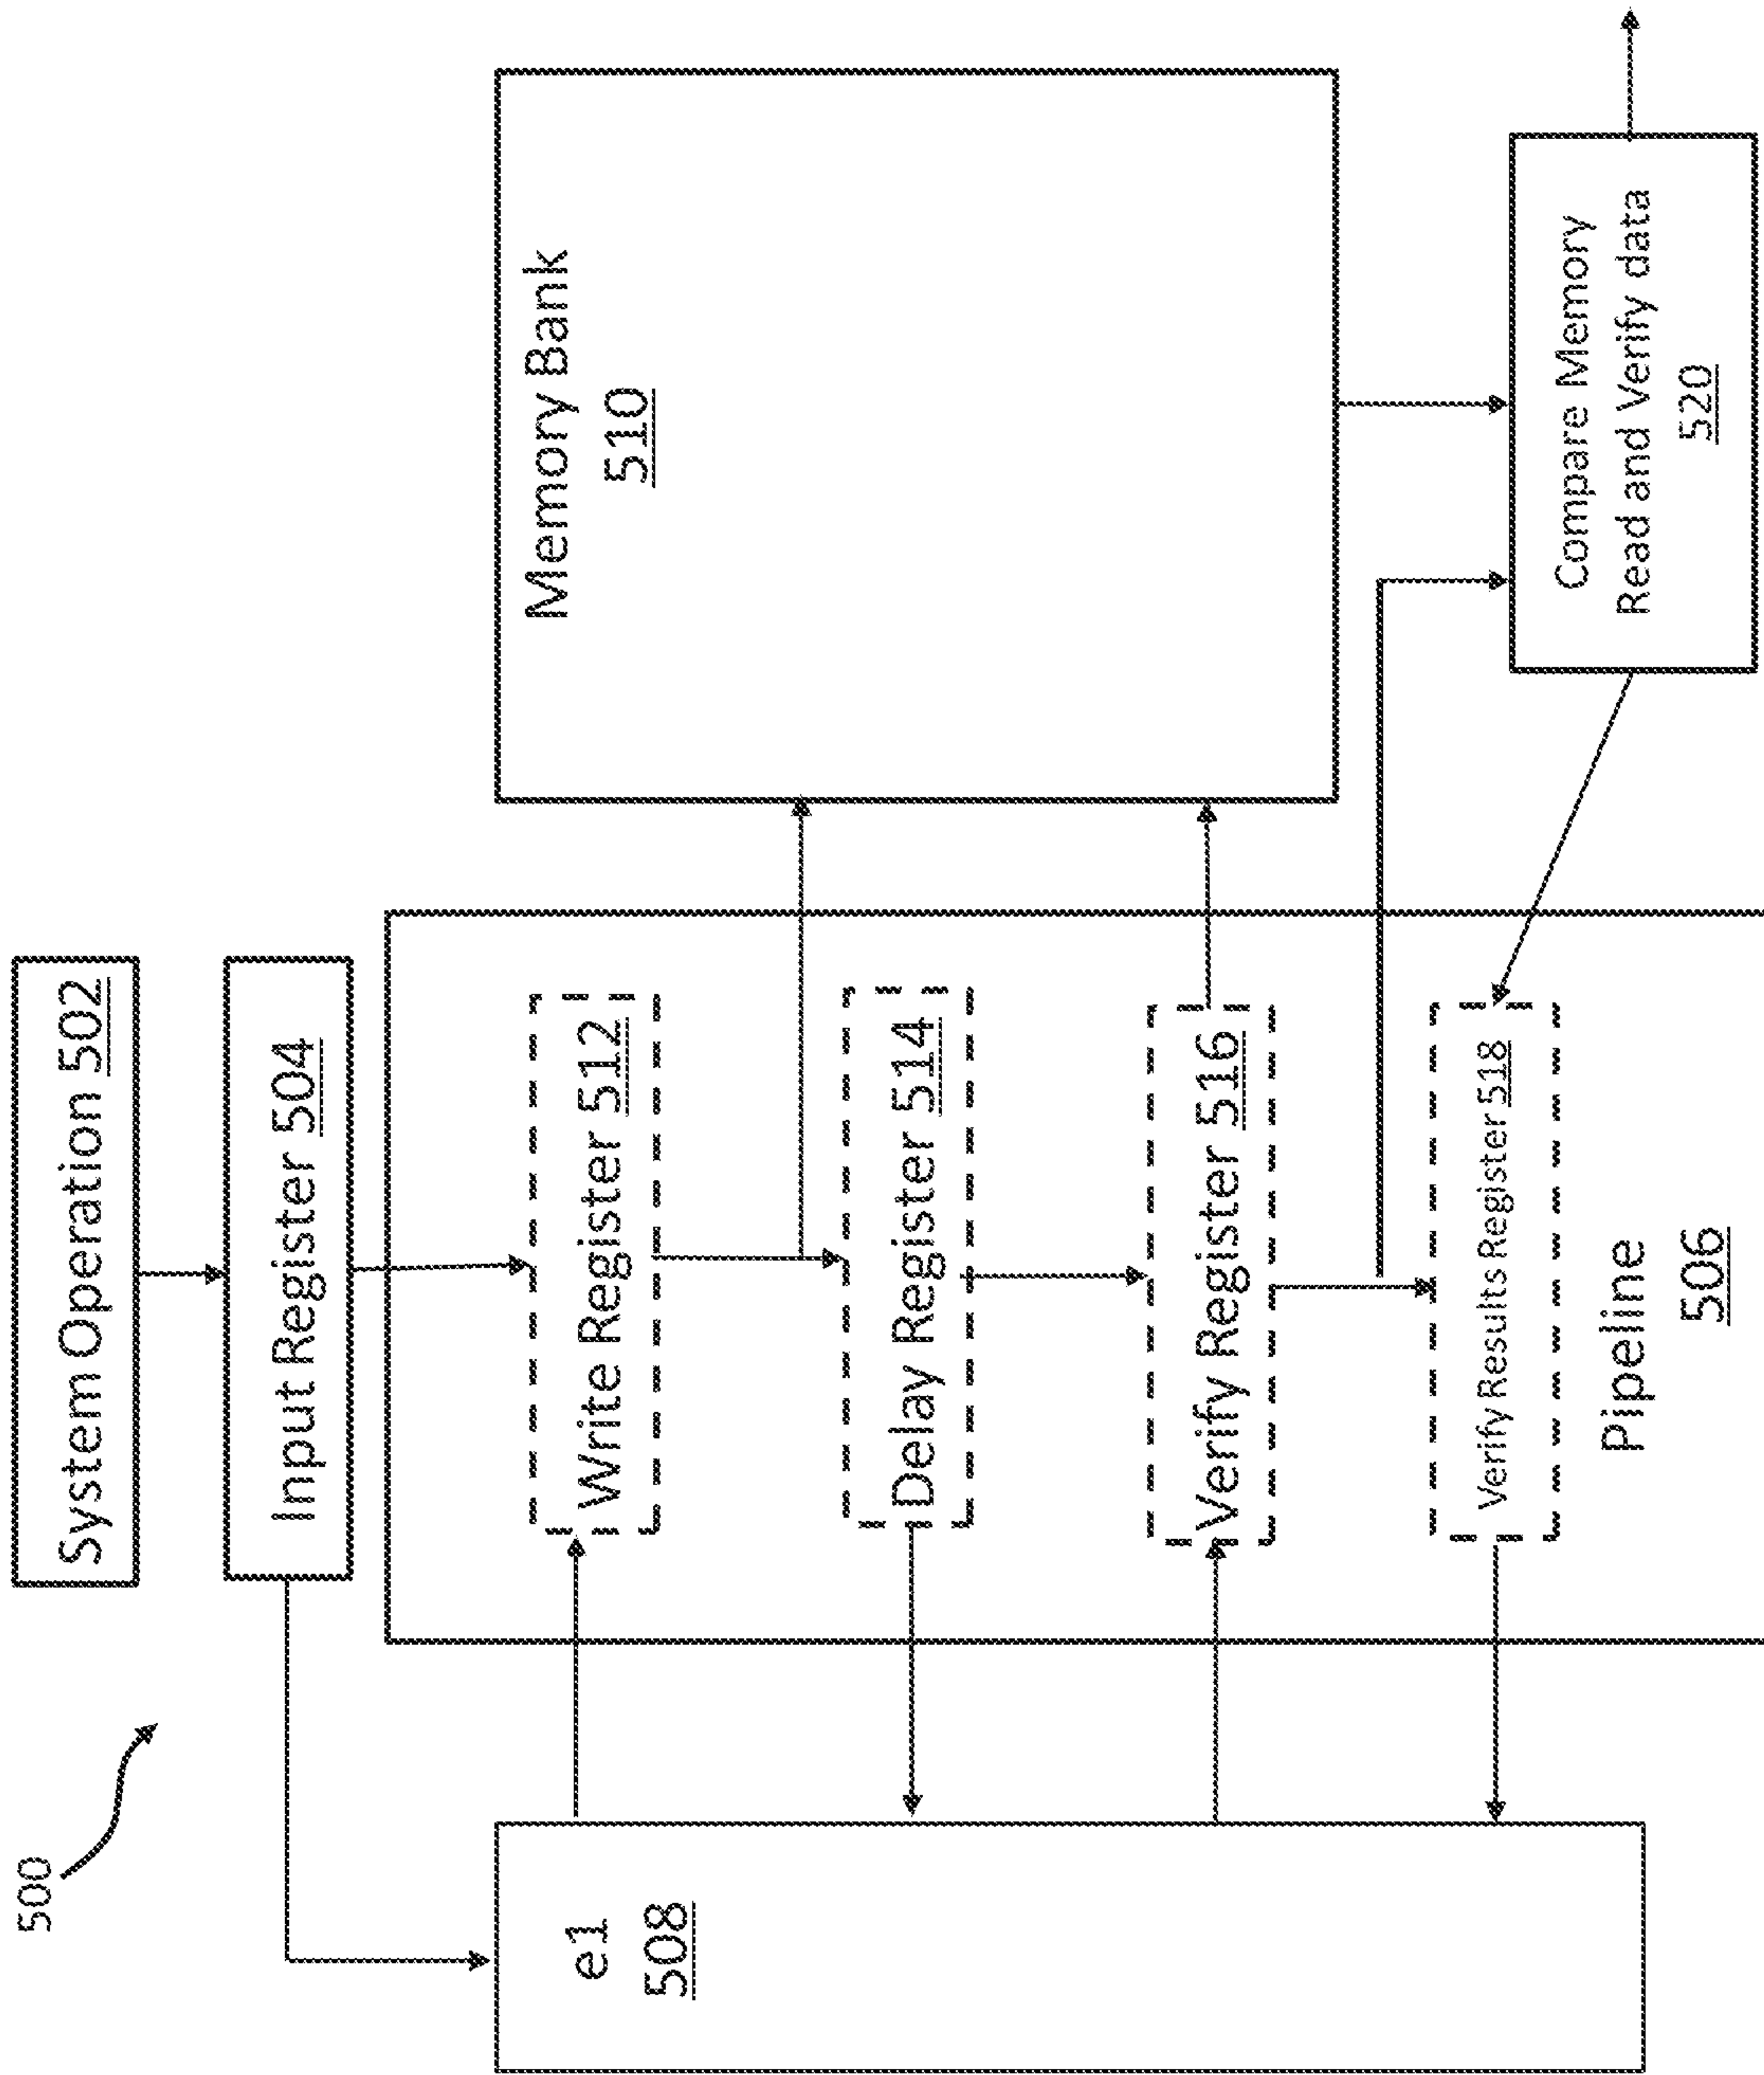 500
System Operation 502
Input Register 504
e1
508
Write Register 512
Delay Register 514
Verify Register 516
Verify Results Register 518
Pipeline
506
Memory Bank
510
Compare Memory
Read and Verify data
520